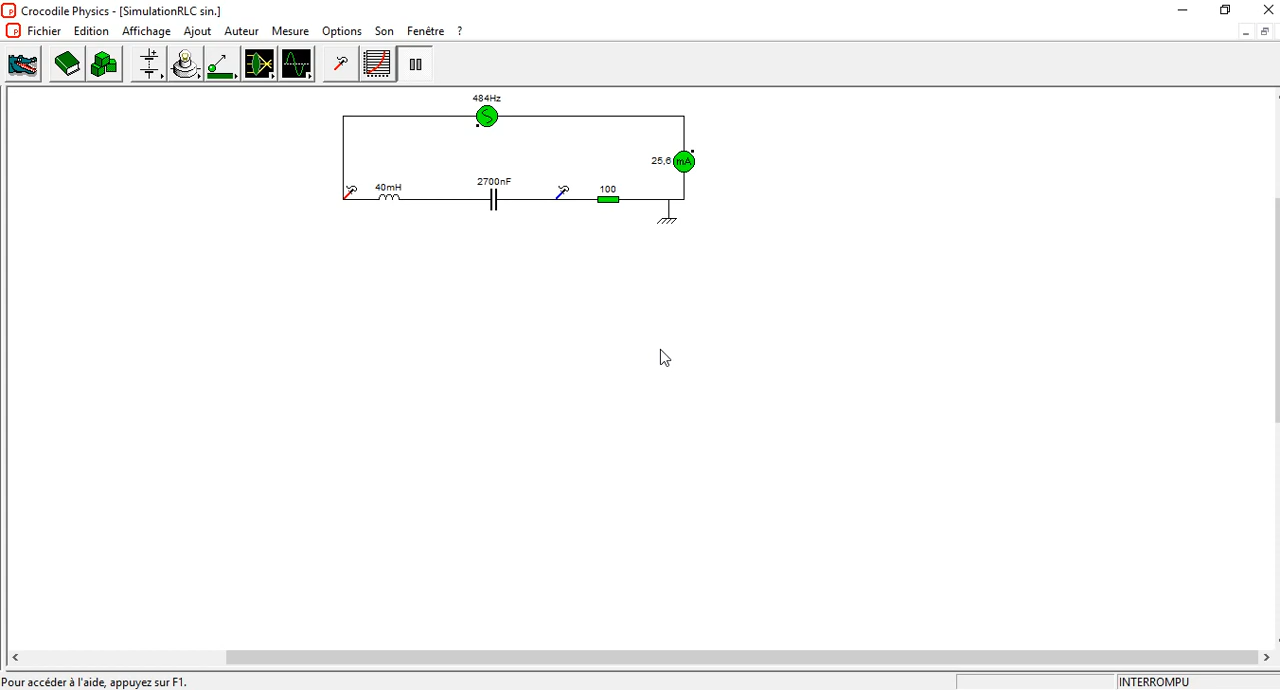 Crocodile Physics - [SimulationRLC sin.]
Fichier Edition Affichage Ajout Auteur Mesure Options Son Fenêtre ?
484Hz
25,6 mA
40mH 2700nF 100
Pour accéder à l'aide, appuyez sur F1. INTERROMPU